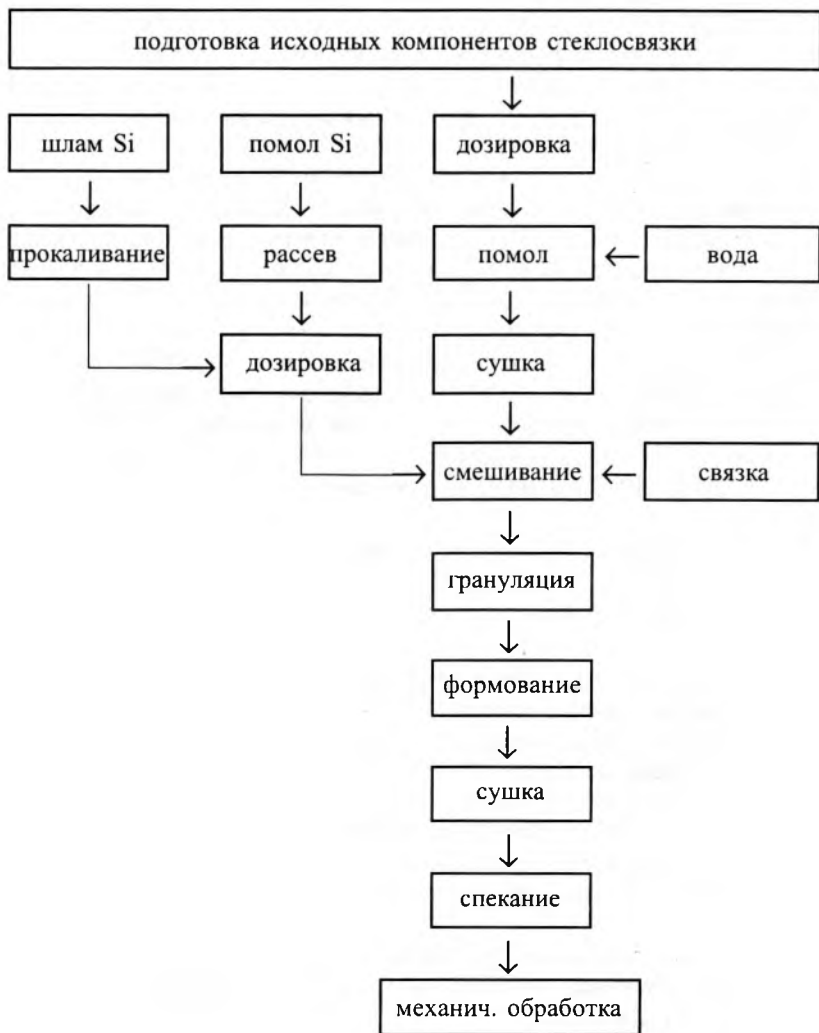 подготовка исходных компонентов стеклосвязки
шлам Si
помол Si
дозировка
прокаливание
рассев
помол
вода
дозировка
сушка
смешивание
связка
грануляция
формование
сушка
спекание
механич. обработка